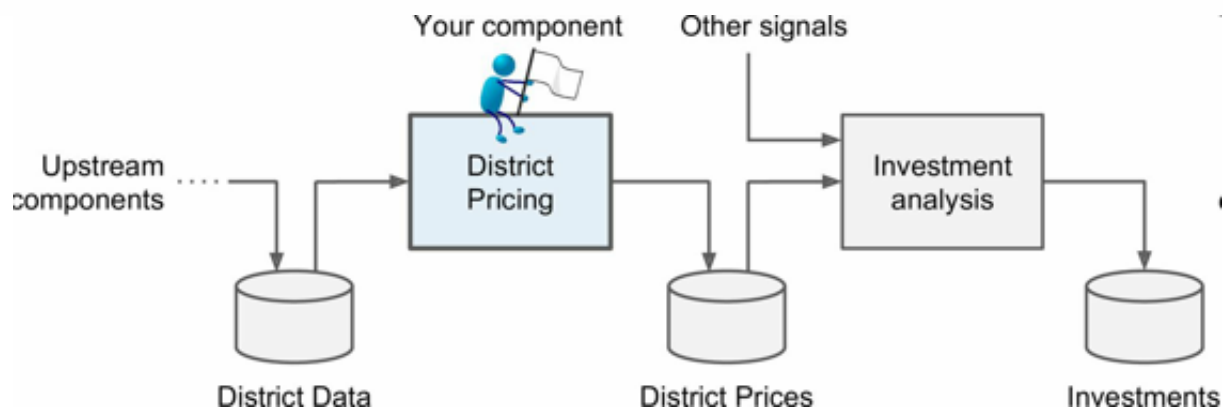 Your component
Other signals
Upstream
components
District
Pricing
Investment
analysis
District Data
District Prices
Investments